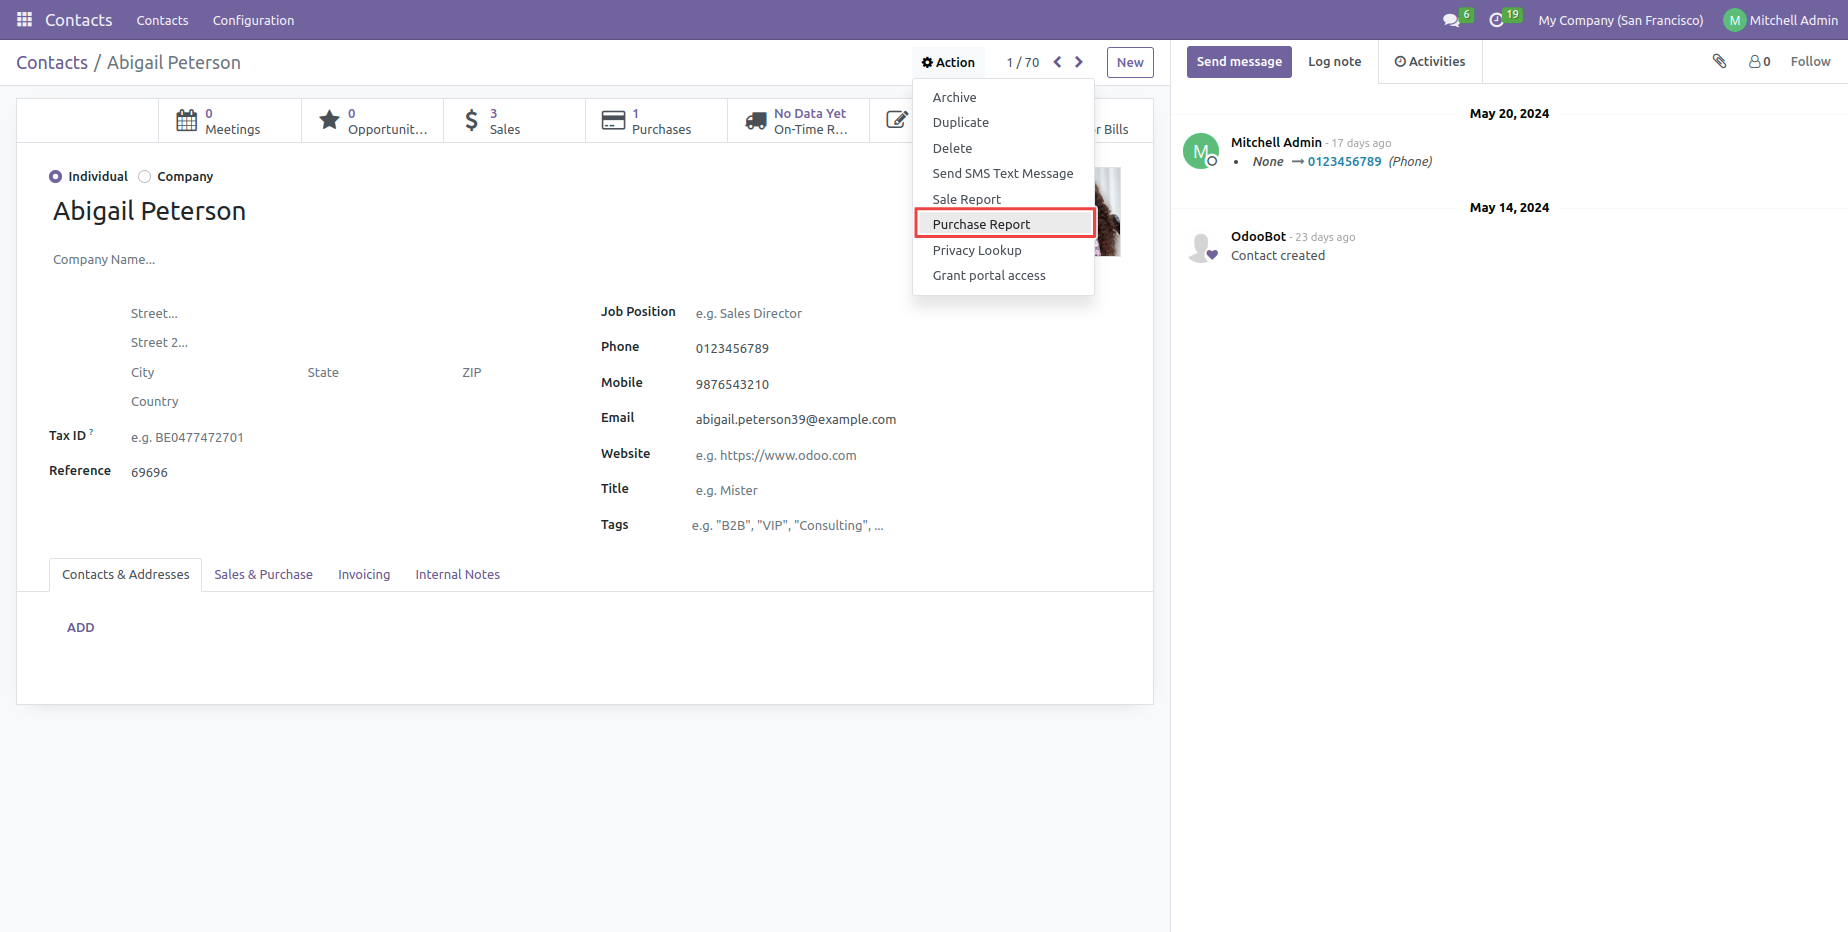 Contacts Contacts Configuration 6 19 My Company (San Francisco) M Mitchell Admin
Contacts / Abigail Peterson Action 1 / 70 New
Send message Log note Activities 0 Follow
0 Meetings
0 Opportunit...
3 Sales
1 Purchases
No Data Yet
On-Time R...
r Bills
Archive
Duplicate
Delete
Send SMS Text Message
Sale Report
Purchase Report
Privacy Lookup
Grant portal access
Individual Company
Abigail Peterson
Company Name...
Street...
Street 2...
City State ZIP
Country
Tax ID ? e.g. BE0477472701
Reference 69696
Job Position e.g. Sales Director
Phone 0123456789
Mobile 9876543210
Email abigail.peterson39@example.com
Website e.g. https://www.odoo.com
Title e.g. Mister
Tags e.g. "B2B", "VIP", "Consulting", ...
Contacts & Addresses Sales & Purchase Invoicing Internal Notes
ADD
May 20, 2024
M
Mitchell Admin - 17 days ago
• None → 0123456789 (Phone)
May 14, 2024
OdooBot - 23 days ago
Contact created